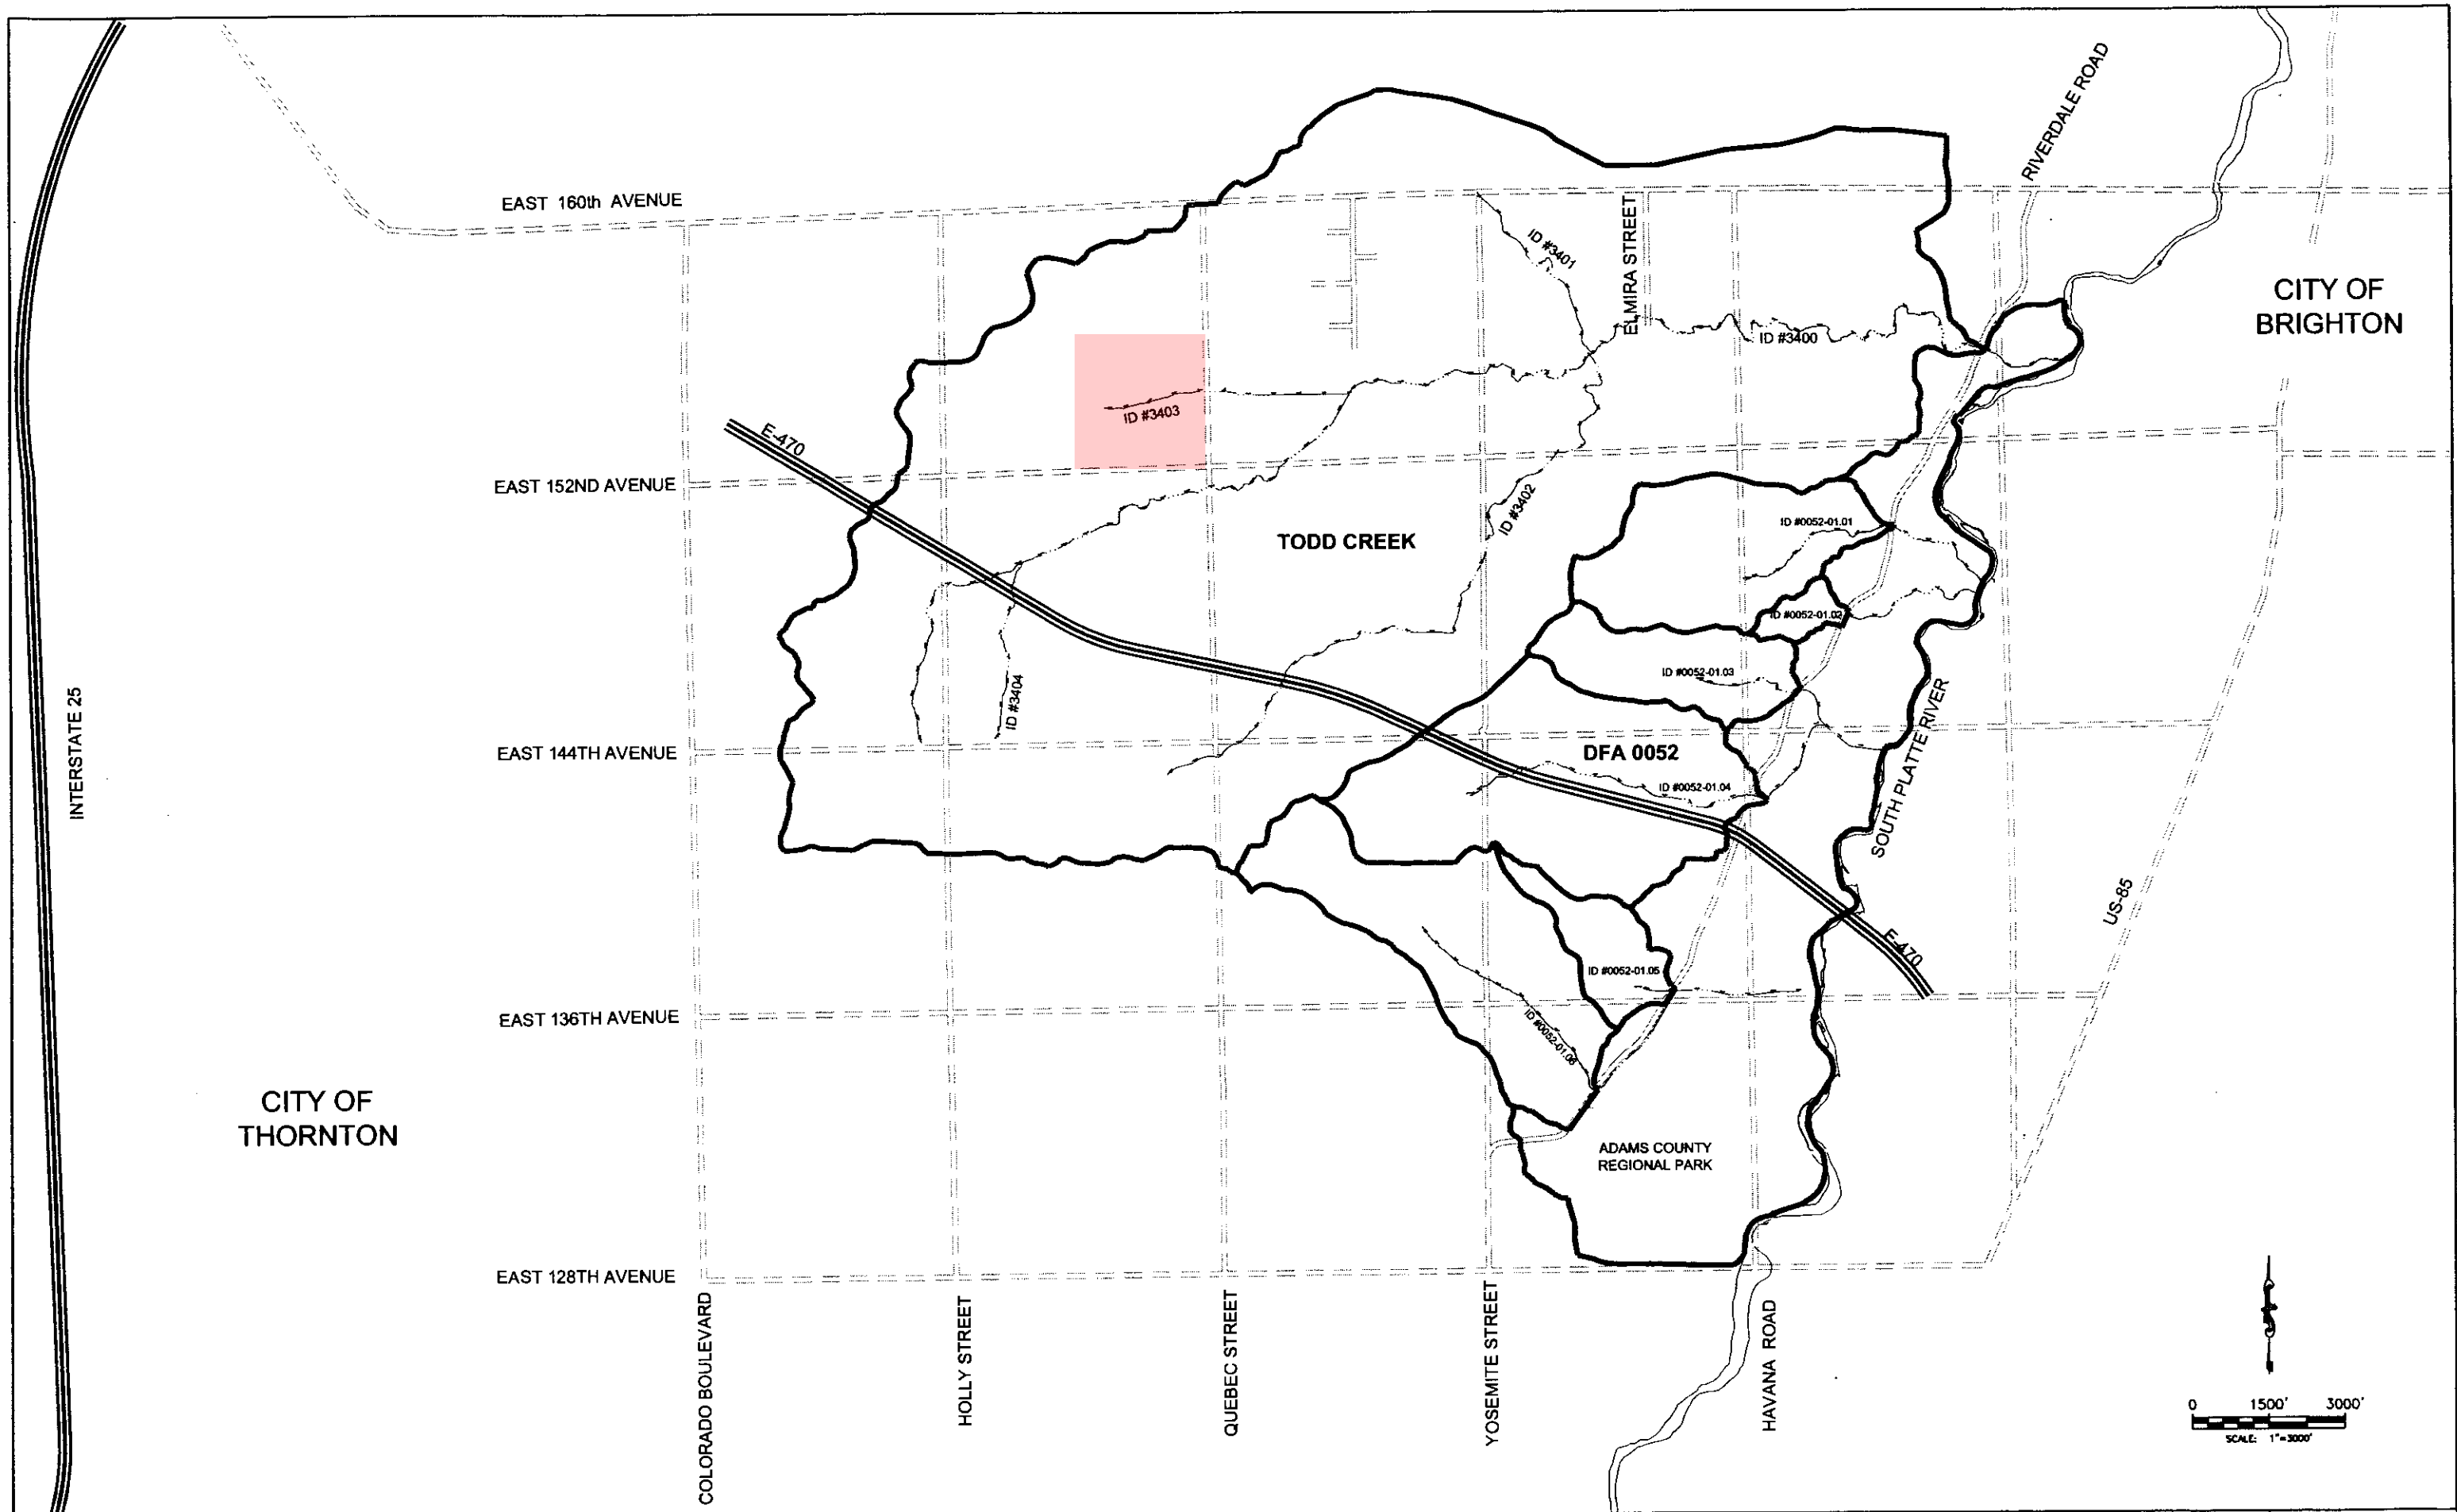 RIVERDALE ROAD
EAST 160th AVENUE
ELMIRA STREET
ID #3401
CITY OF
BRIGHTON
ID #3400
ID #3403
E-470
EAST 152ND AVENUE
ID #3402
TODD CREEK
ID #0052-01.01
ID #0052-01.02
ID #0052-01.03
ID #3404
INTERSTATE 25
EAST 144TH AVENUE
DFA 0052
ID #0052-01.04
SOUTH PLATTE RIVER
US-85
E-470
ID #0052-01.05
EAST 136TH AVENUE
ID #0052-01.06
CITY OF
THORNTON
ADAMS COUNTY
REGIONAL PARK
EAST 128TH AVENUE
COLORADO BOULEVARD
HOLLY STREET
QUEBEC STREET
YOSEMITE STREET
HAVANA ROAD
0 1500' 3000'
SCALE: 1"=3000'